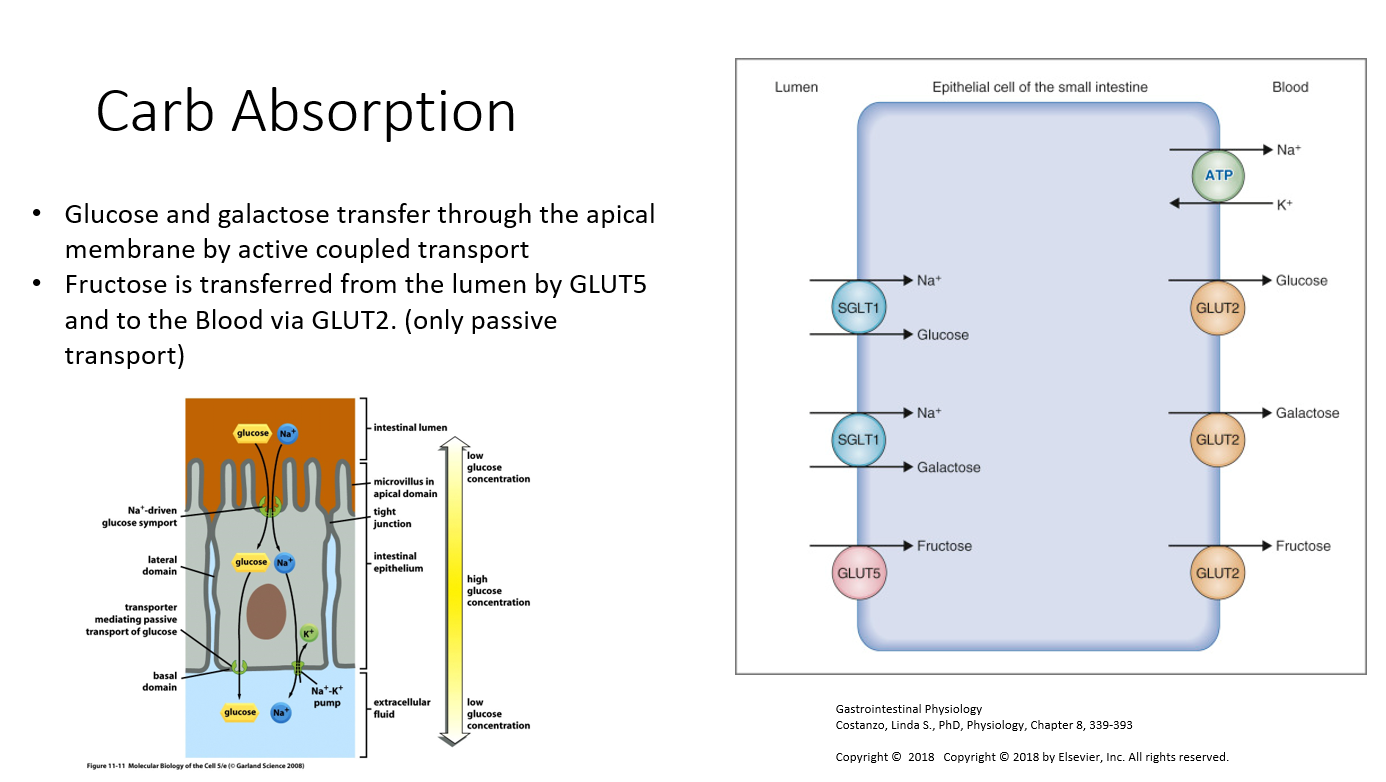 Carb Absorption
• Glucose and galactose transfer through the apical
membrane by active coupled transport
• Fructose is transferred from the lumen by GLUT5
and to the Blood via GLUT2. (only passive
transport)
glucose
Na⁺
intestinal lumen
low
glucose
concentration
microvillus in
apical domain
Na⁺-driven
glucose symport
tight
junction
lateral
domain
glucose
Na⁺
intestinal
epithelium
high
glucose
concentration
transporter
mediating passive
transport of glucose
K⁺
basal
domain
Na⁺-K⁺
pump
glucose
Na⁺
extracellular
fluid
low
glucose
concentration
Figure 11-11 Molecular Biology of the Cell 5/e (© Garland Science 2008)
Lumen
Epithelial cell of the small intestine
Blood
Na⁺
ATP
K⁺
Na⁺
SGLT1
Glucose
Glucose
GLUT2
Na⁺
SGLT1
Galactose
Galactose
GLUT2
Fructose
GLUT5
Fructose
GLUT2
Gastrointestinal Physiology
Costanzo, Linda S., PhD, Physiology, Chapter 8, 339-393
Copyright © 2018 Copyright © 2018 by Elsevier, Inc. All rights reserved.